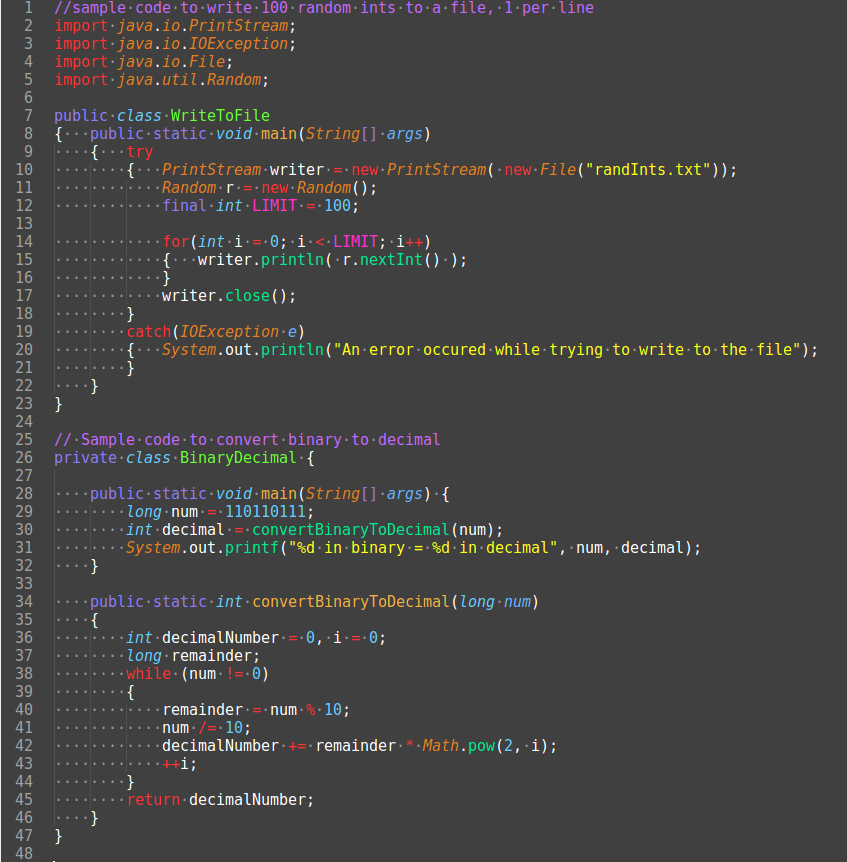 1 //sample code to write 100 random ints to a file, 1 per line
2 import java.io.PrintStream;
3 import java.io.IOException;
4 import java.io.File;
5 import java.util.Random;
6
7 public class WriteToFile
8 {   public static void main(String[] args)
9     {   try
10         {   PrintStream writer = new PrintStream( new File("randInts.txt"));
11             Random r = new Random();
12             final int LIMIT = 100;
13
14             for(int i = 0; i < LIMIT; i++)
15             {   writer.println( r.nextInt() );
16             }
17             writer.close();
18         }
19         catch(IOException e)
20         {   System.out.println("An error occured while trying to write to the file");
21         }
22     }
23 }
24
25 // Sample code to convert binary to decimal
26 private class BinaryDecimal {
27
28     public static void main(String[] args) {
29         long num = 110110111;
30         int decimal = convertBinaryToDecimal(num);
31         System.out.printf("%d in binary = %d in decimal", num, decimal);
32     }
33
34     public static int convertBinaryToDecimal(long num)
35     {
36         int decimalNumber = 0, i = 0;
37         long remainder;
38         while (num != 0)
39         {
40             remainder = num % 10;
41             num /= 10;
42             decimalNumber += remainder * Math.pow(2, i);
43             ++i;
44         }
45         return decimalNumber;
46     }
47 }
48